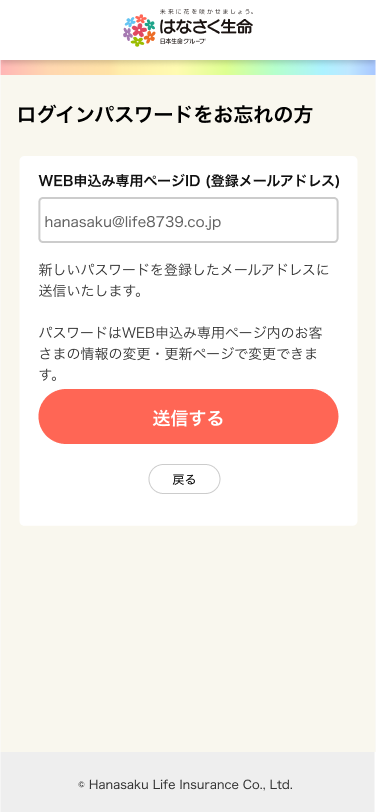 未来に花を咲かせましょう。
はなさく生命
日本生命グループ
ログインパスワードをお忘れの方
WEB申込み専用ページID (登録メールアドレス)
hanasaku@life8739.co.jp
新しいパスワードを登録したメールアドレスに
送信いたします。
パスワードはWEB申込み専用ページ内のお客
さまの情報の変更・更新ページで変更できま
す。
送信する
戻る
© Hanasaku Life Insurance Co., Ltd.